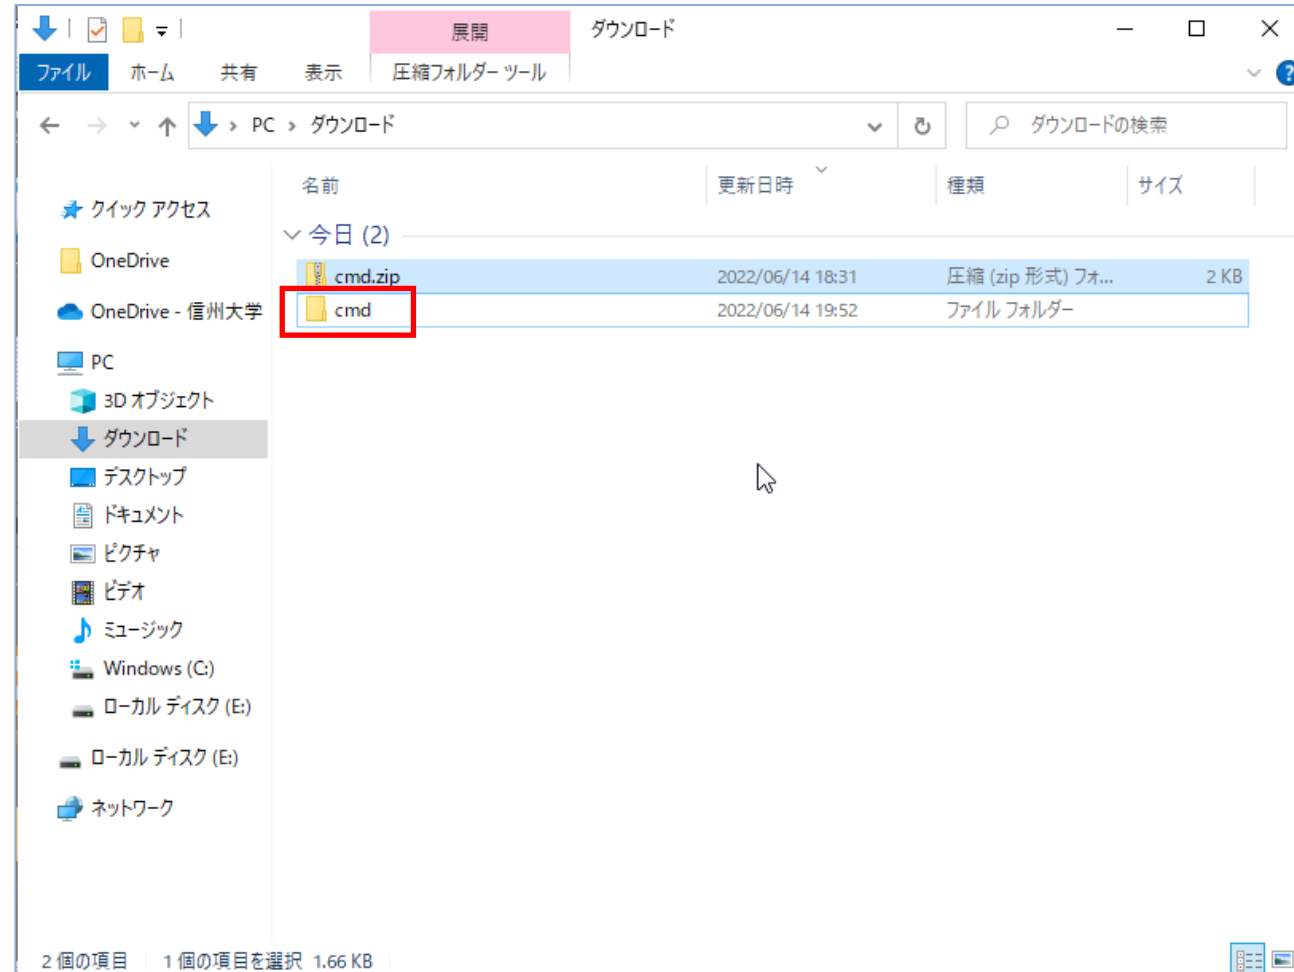 展開 ダウンロード
ファイル ホーム 共有 表示 圧縮フォルダー ツール
PC ダウンロード ダウンロードの検索
名前 更新日時 種類 サイズ
クイック アクセス
今日 (2)
OneDrive
cmd.zip 2022/06/14 18:31 圧縮 (zip 形式) フォ... 2 KB
OneDrive - 信州大学
cmd 2022/06/14 19:52 ファイル フォルダー
PC
3D オブジェクト
ダウンロード
デスクトップ
ドキュメント
ピクチャ
ビデオ
ミュージック
Windows (C:)
ローカル ディスク (E:)
ローカル ディスク (E:)
ネットワーク
2 個の項目 1 個の項目を選択 1.66 KB